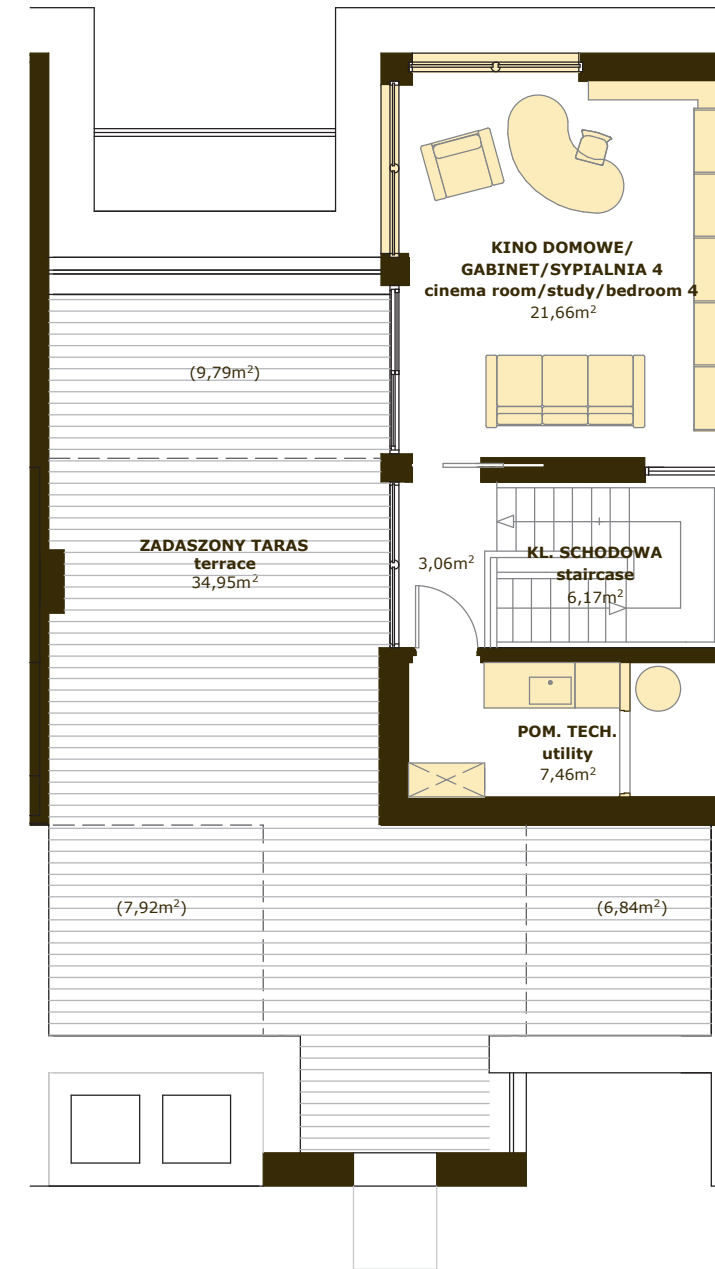 KINO DOMOWE/
GABINET/SYPIALNIA 4
cinema room/study/bedroom 4
21,66m²
(9,79m²)
ZADASZONY TARAS
terrace
34,95m²
3,06m²
KL. SCHODOWA
staircase
6,17m²
POM. TECH.
utility
7,46m²
(7,92m²)
(6,84m²)